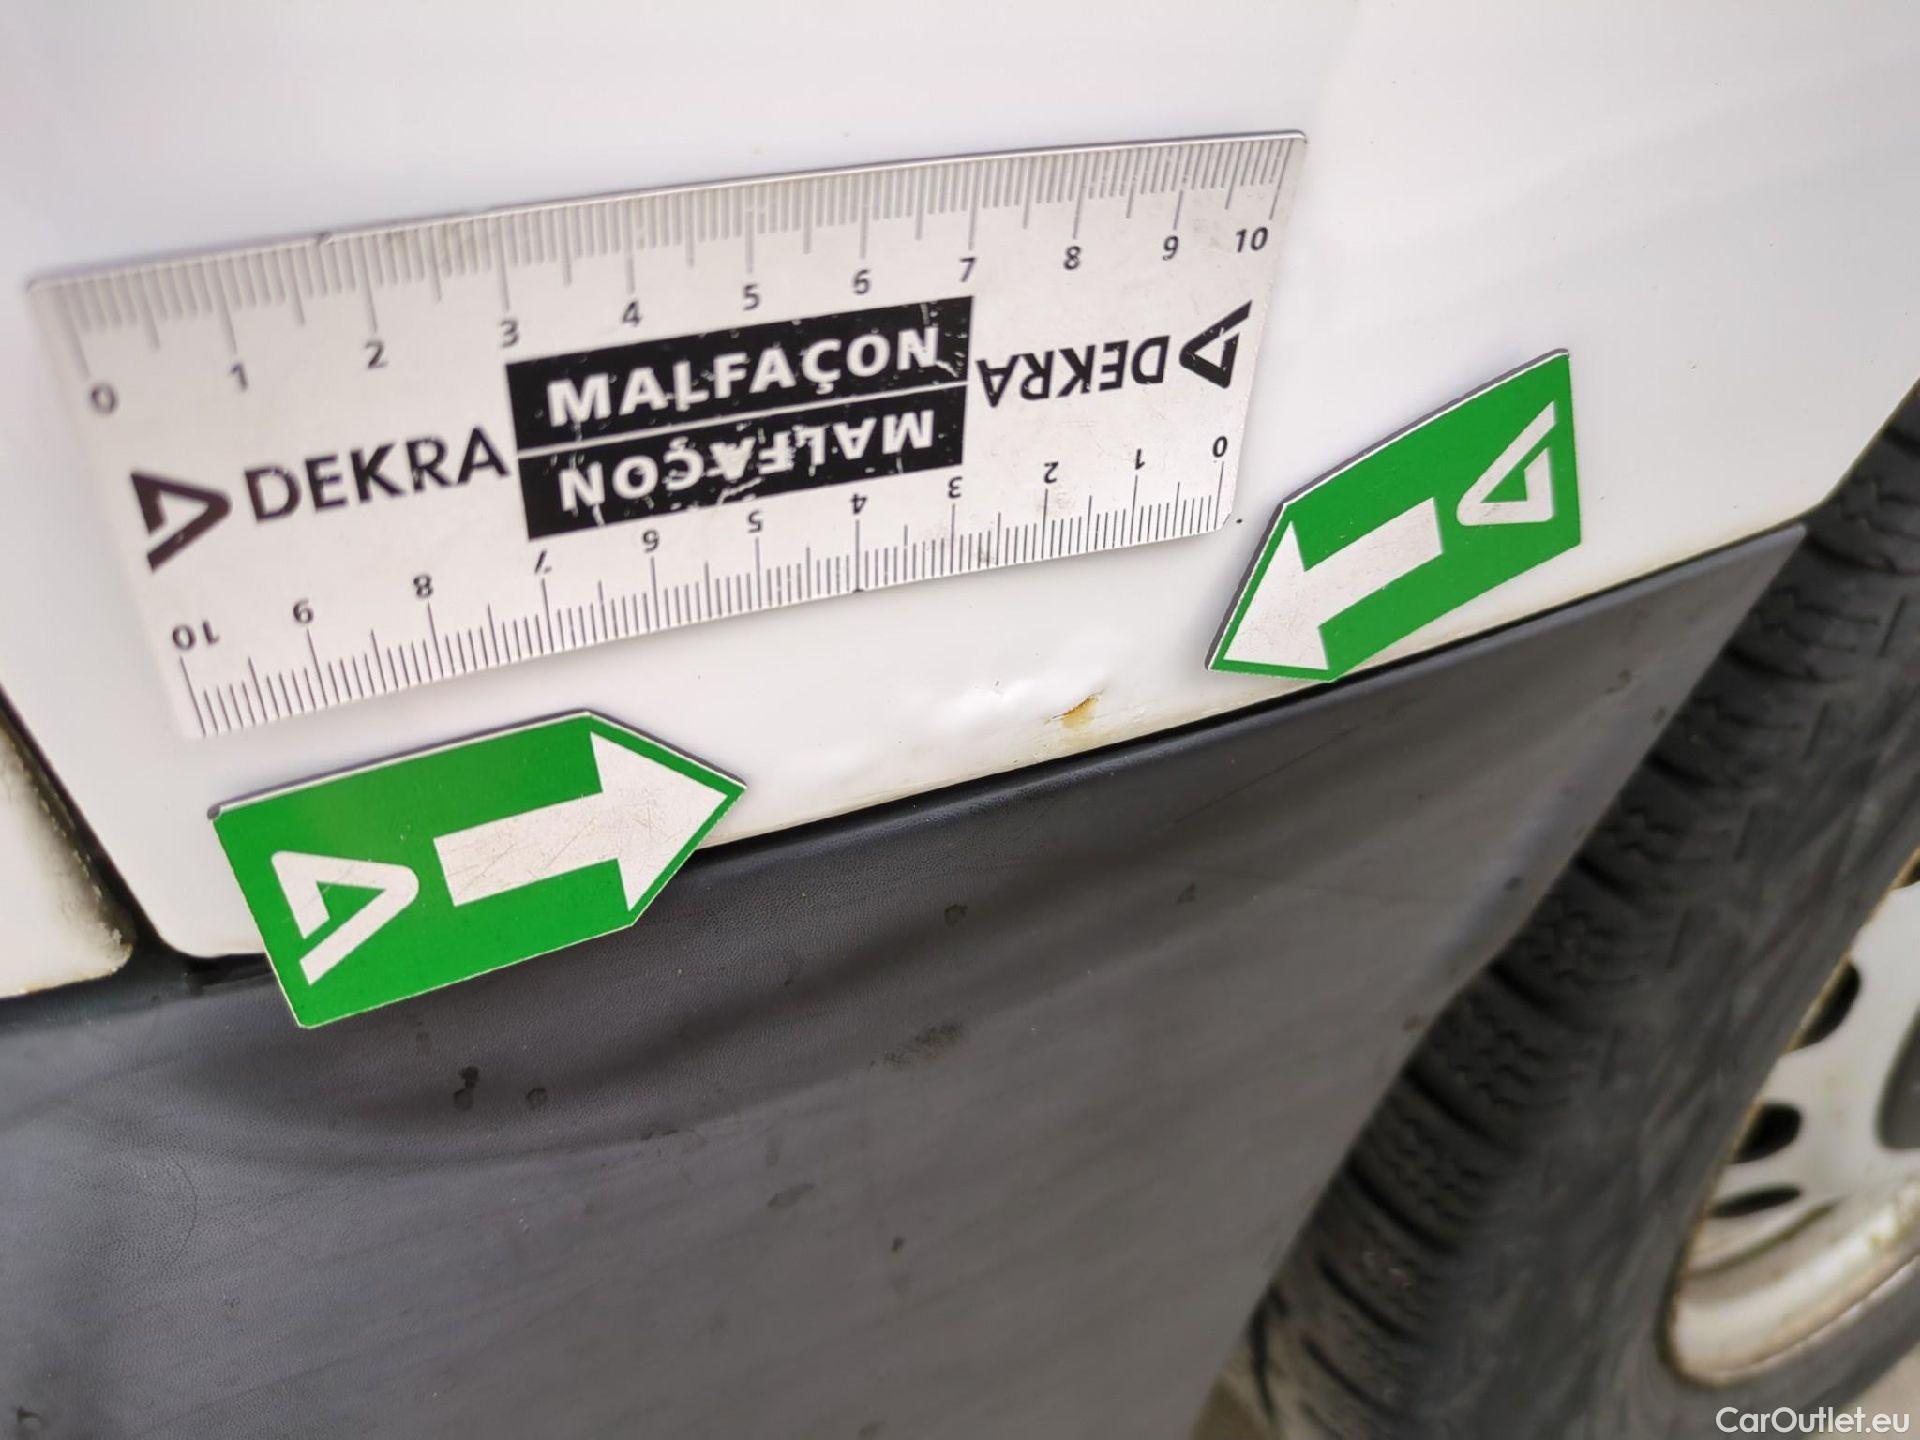 0 1 2 3 4 5 6 7 8 9 10
MALFAÇON
DEKRA
DEKRA
MALFAÇON
10 9 8 7 6 5 4 3 2 1 0
CarOutlet.eu